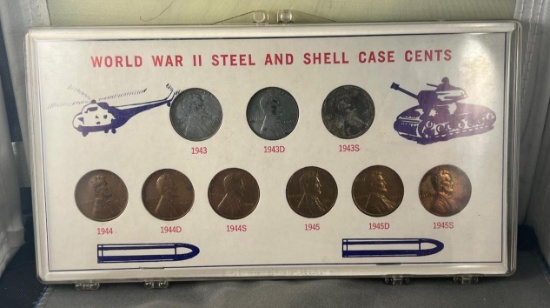 WORLD WAR II STEEL AND SHELL CASE CENTS
1943 1943D 1943S
1944 1944D 1944S 1945 1945D 1945S